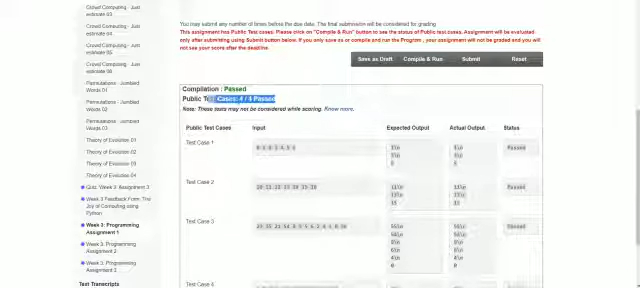 Crowd Computing - Just
estimate 03
Crowd Computing - Just
estimate 04
Crowd Computing - Just
estimate 05
Crowd Computing - Just
estimate 06
Permutations - Jumbled
Words 01
Permutations - Jumbled
Words 02
Permutations - Jumbled
Words 03
Theory of Evolution 01
Theory of Evolution 02
Theory of Evolution 03
Theory of Evolution 04
Quiz: Week 3: Assignment 3
Week 3 Feedback Form: The
Joy of Computing using
Python
Week 3: Programming
Assignment 1
Week 3: Programming
Assignment 2
Week 3: Programming
Assignment 3
Text Transcripts
You may submit any number of times before the due date. The final submission will be considered for grading.
This assignment has Public Test cases. Please click on "Compile & Run" button to see the status of Public test cases. Assignment will be evaluated
only after submitting using Submit button below. If you only save as or compile and run the Program , your assignment will not be graded and you will
not see your score after the deadline.
Save as Draft Compile & Run Submit Reset
Compilation : Passed
Public Test Cases: 4 / 4 Passed
Note: These tests may not be considered while scoring. Know more.
Public Test Cases Input Expected Output Actual Output Status
Test Case 1
Passed
Test Case 2
Passed
Test Case 3
Passed
Test Case 4